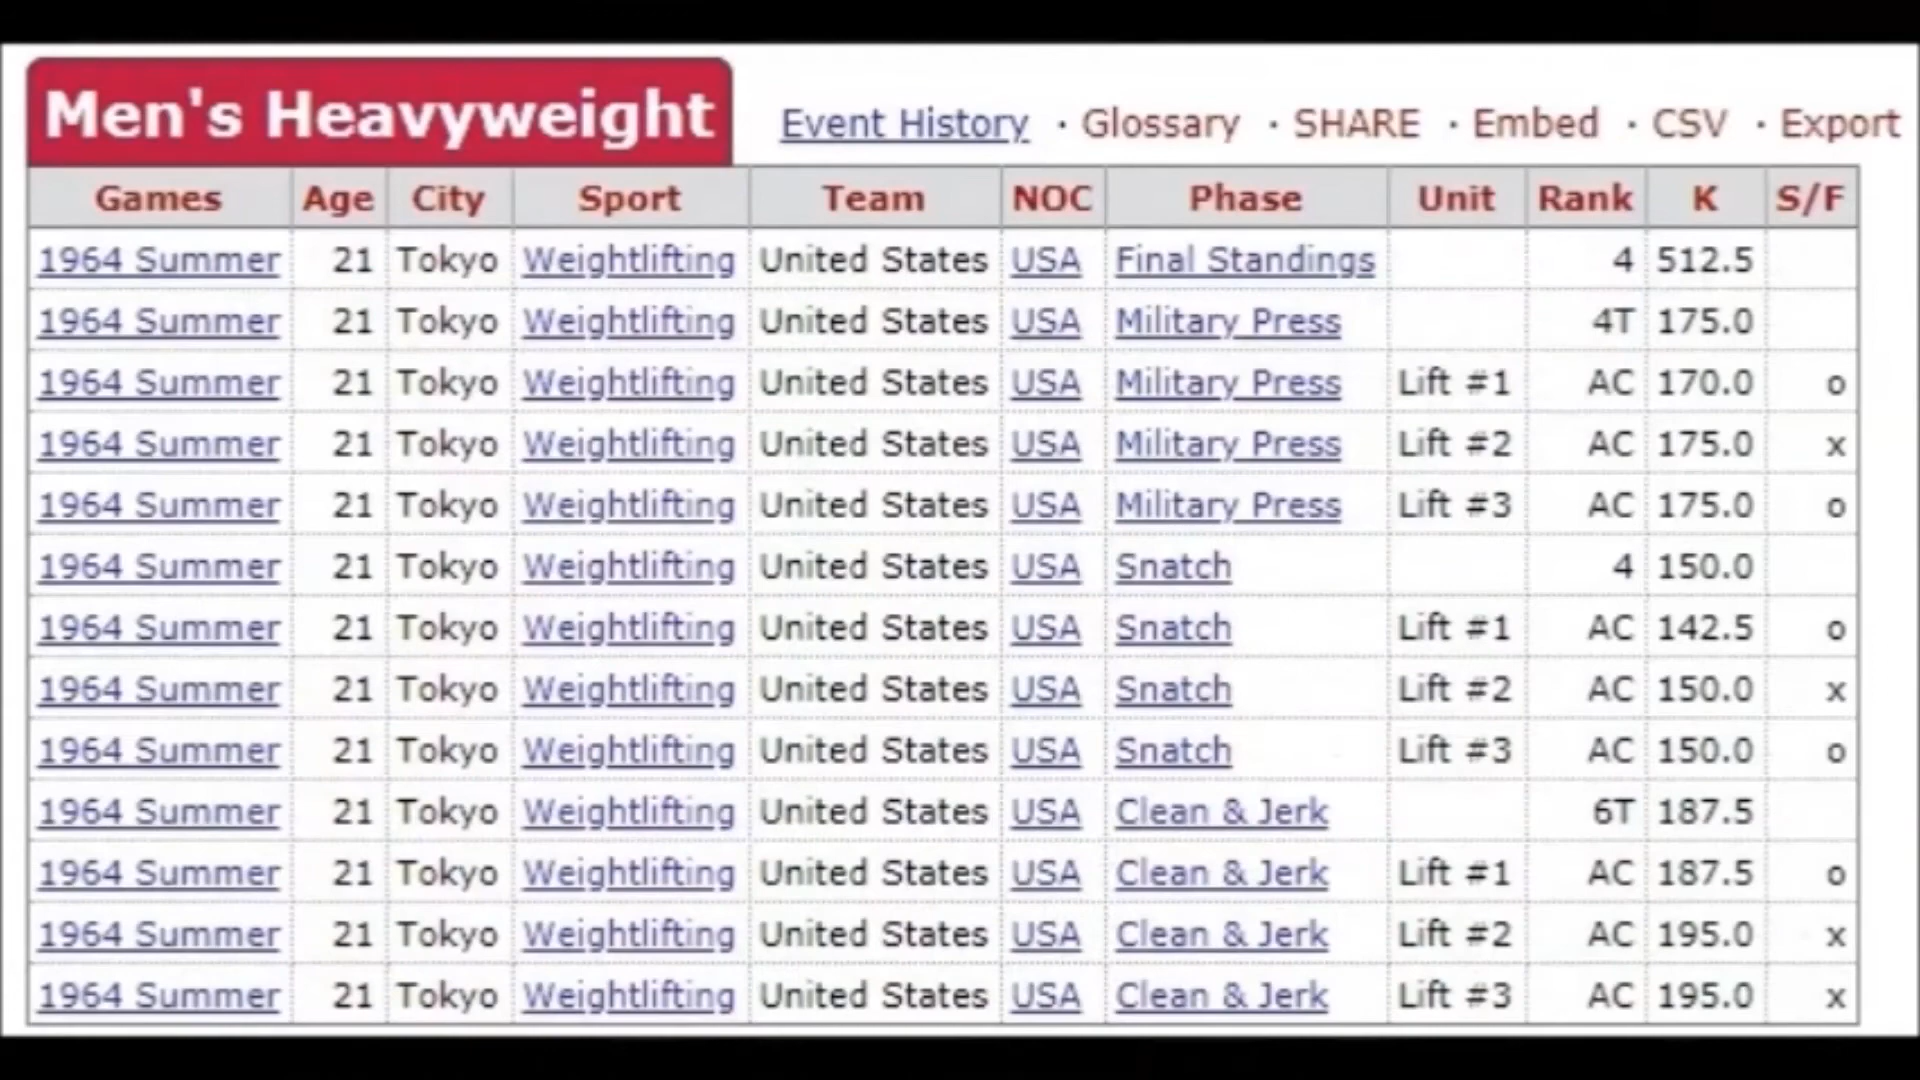 Men's Heavyweight Event History · Glossary · SHARE · Embed · CSV · Export
Games Age City Sport Team NOC Phase Unit Rank K S/F
1964 Summer 21 Tokyo Weightlifting United States USA Final Standings 4 512.5
1964 Summer 21 Tokyo Weightlifting United States USA Military Press 4T 175.0
1964 Summer 21 Tokyo Weightlifting United States USA Military Press Lift #1 AC 170.0 o
1964 Summer 21 Tokyo Weightlifting United States USA Military Press Lift #2 AC 175.0 x
1964 Summer 21 Tokyo Weightlifting United States USA Military Press Lift #3 AC 175.0 o
1964 Summer 21 Tokyo Weightlifting United States USA Snatch 4 150.0
1964 Summer 21 Tokyo Weightlifting United States USA Snatch Lift #1 AC 142.5 o
1964 Summer 21 Tokyo Weightlifting United States USA Snatch Lift #2 AC 150.0 x
1964 Summer 21 Tokyo Weightlifting United States USA Snatch Lift #3 AC 150.0 o
1964 Summer 21 Tokyo Weightlifting United States USA Clean & Jerk 6T 187.5
1964 Summer 21 Tokyo Weightlifting United States USA Clean & Jerk Lift #1 AC 187.5 o
1964 Summer 21 Tokyo Weightlifting United States USA Clean & Jerk Lift #2 AC 195.0 x
1964 Summer 21 Tokyo Weightlifting United States USA Clean & Jerk Lift #3 AC 195.0 x